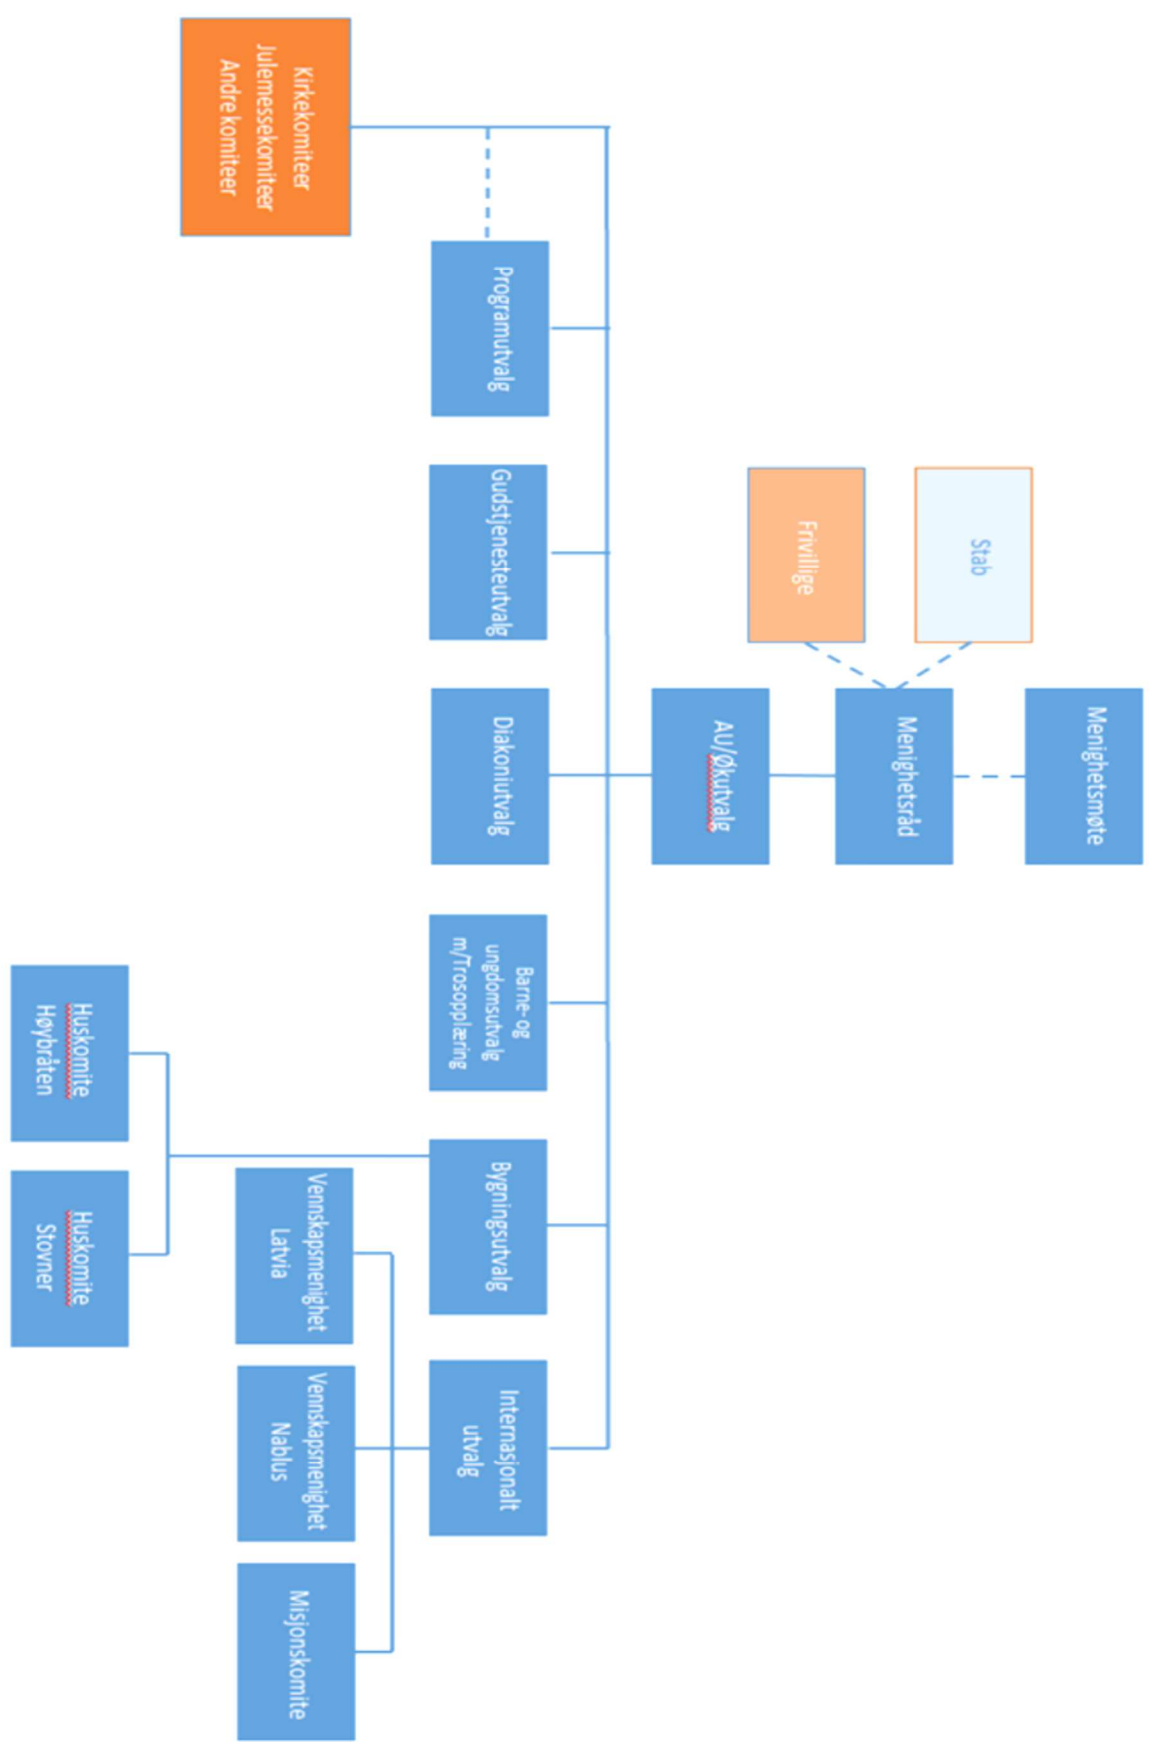 Menighetsmøte
Stab
Menighetsråd
Frivillige
AU/Økutvalg
Programutvalg
Gudstjenesteutvalg
Diakoniutvalg
Barne- og
ungdomsutvalg
m/Trosopplæring
Bygningsutvalg
Internasjonalt
utvalg
Kirkekomiteer
Julemessekomiteer
Andre komiteer
Vennskapsmenighet
Latvia
Vennskapsmenighet
Nablus
Misjonskomite
Huskomite
Høybråten
Huskomite
Stovner